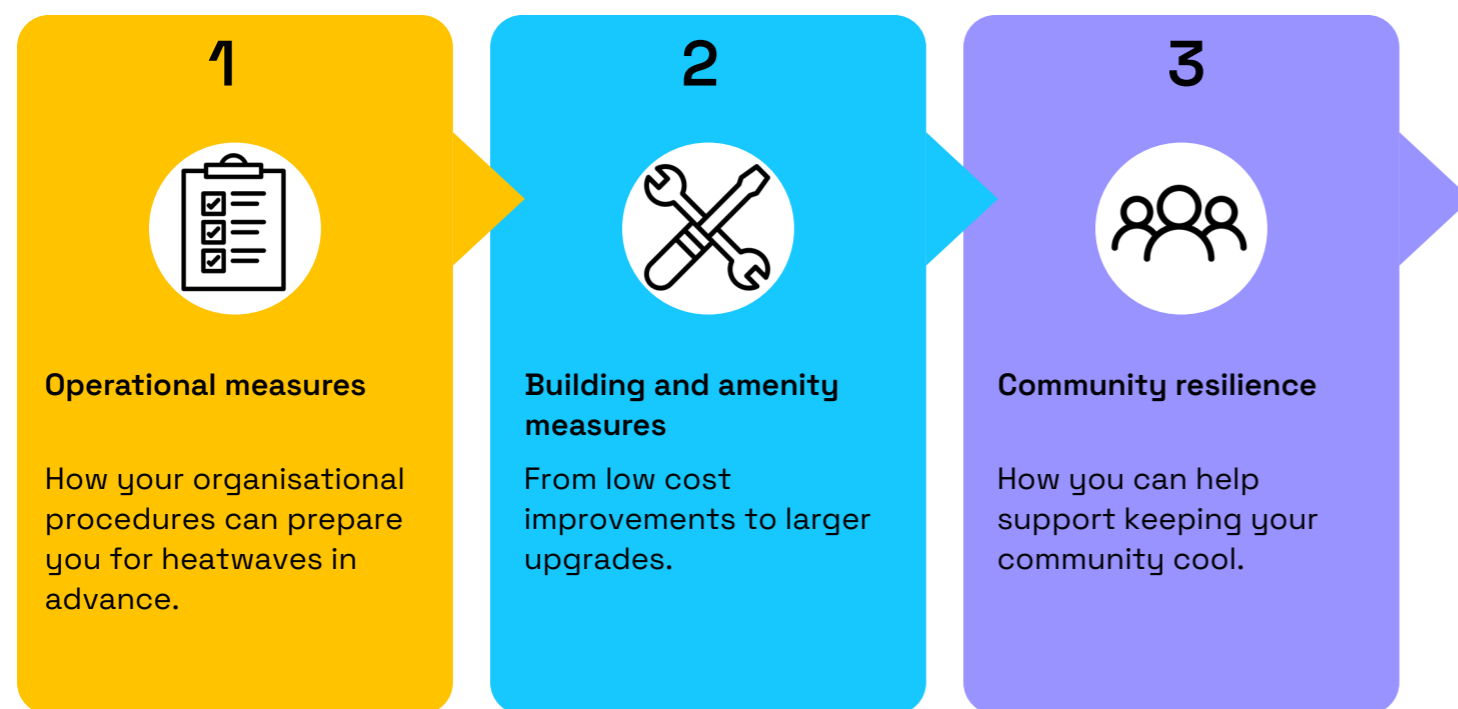 1
Operational measures
How your organisational
procedures can prepare
you for heatwaves in
advance.
2
Building and amenity
measures
From low cost
improvements to larger
upgrades.
3
Community resilience
How you can help
support keeping your
community cool.